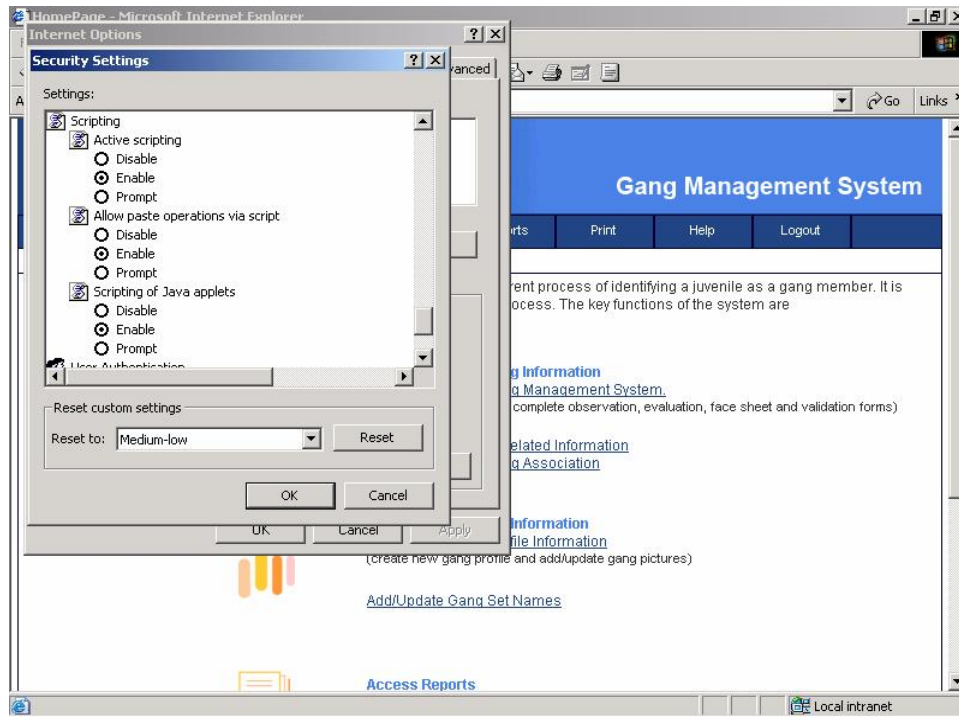 HomePage - Microsoft Internet Explorer
Internet Options
Security Settings
Settings:
Scripting
Active scripting
Disable
Enable
Prompt
Allow paste operations via script
Disable
Enable
Prompt
Scripting of Java applets
Disable
Enable
Prompt
User Authentication
Reset custom settings
Reset to: Medium-low Reset
OK Cancel
OK Cancel Apply
vanced
Go Links
Gang Management System
rts Print Help Logout
rent process of identifying a juvenile as a gang member. It is
ocess. The key functions of the system are
g Information
g Management System.
complete observation, evaluation, face sheet and validation forms)
elated Information
g Association
Information
file Information
(create new gang profile and add/update gang pictures)
Add/Update Gang Set Names
Access Reports
Local intranet